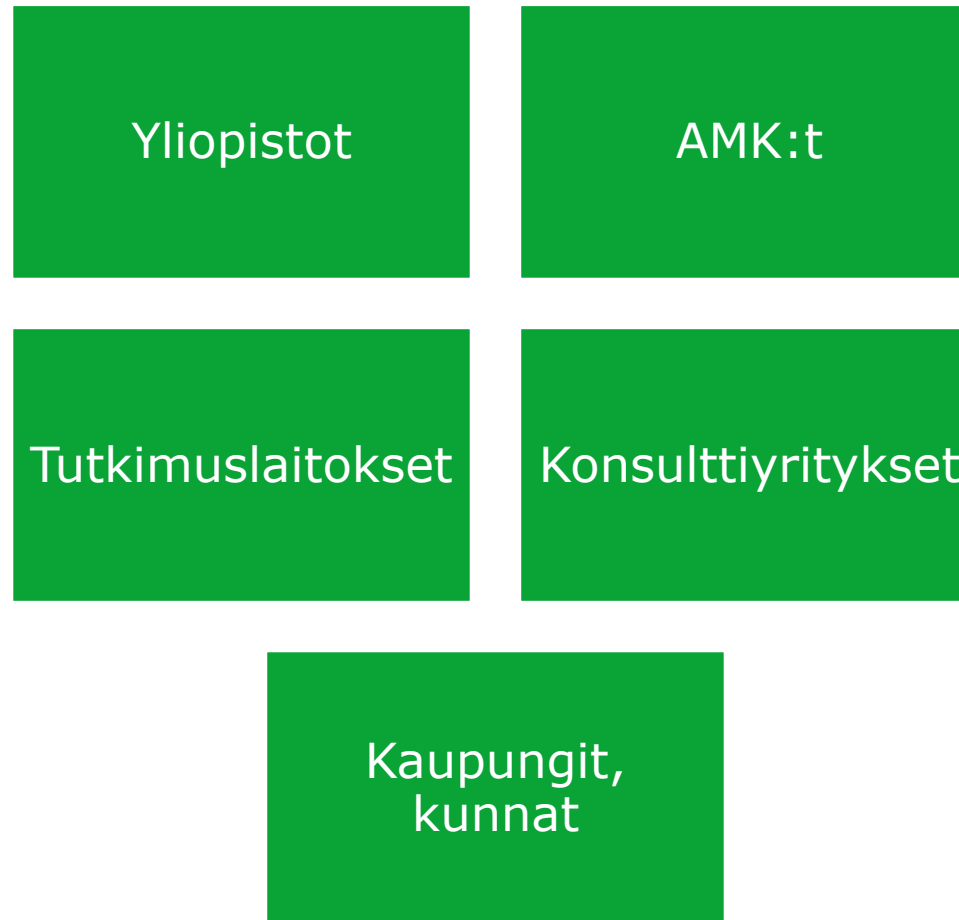 Yliopistot
AMK:t
Tutkimuslaitokset
Konsulttiyritykset
Kaupungit,
kunnat